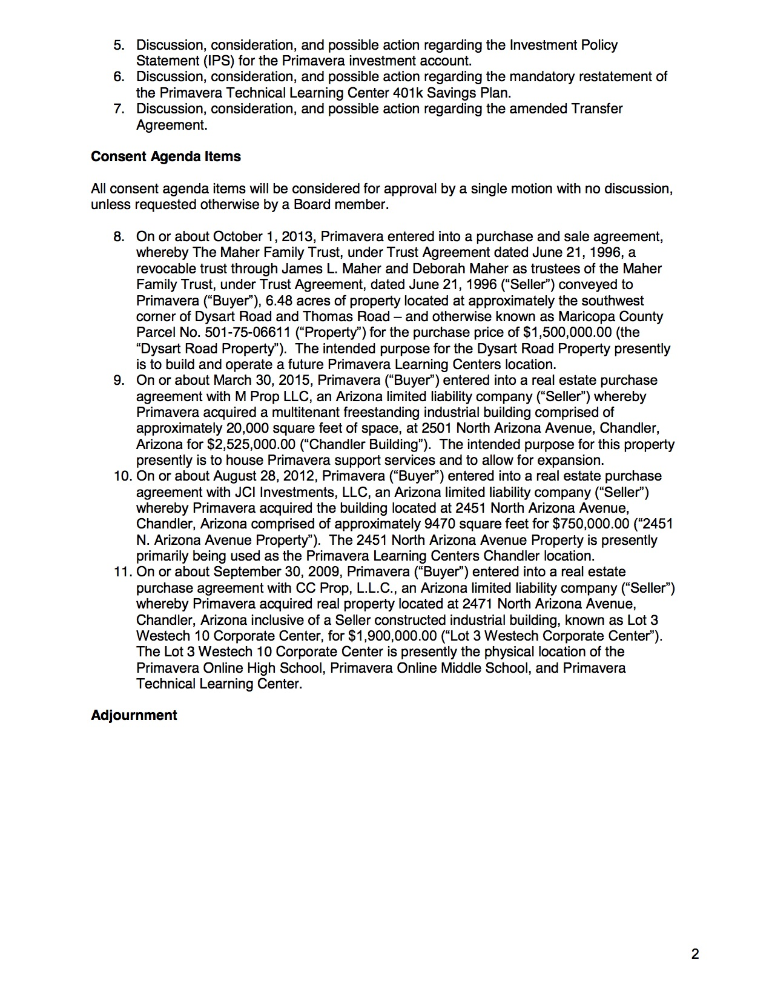 5. Discussion, consideration, and possible action regarding the Investment Policy
Statement (IPS) for the Primavera investment account.
6. Discussion, consideration, and possible action regarding the mandatory restatement of
the Primavera Technical Learning Center 401k Savings Plan.
7. Discussion, consideration, and possible action regarding the amended Transfer
Agreement.
Consent Agenda Items
All consent agenda items will be considered for approval by a single motion with no discussion,
unless requested otherwise by a Board member.
8. On or about October 1, 2013, Primavera entered into a purchase and sale agreement,
whereby The Maher Family Trust, under Trust Agreement dated June 21, 1996, a
revocable trust through James L. Maher and Deborah Maher as trustees of the Maher
Family Trust, under Trust Agreement, dated June 21, 1996 (“Seller”) conveyed to
Primavera (“Buyer”), 6.48 acres of property located at approximately the southwest
corner of Dysart Road and Thomas Road – and otherwise known as Maricopa County
Parcel No. 501-75-06611 (“Property”) for the purchase price of $1,500,000.00 (the
“Dysart Road Property”). The intended purpose for the Dysart Road Property presently
is to build and operate a future Primavera Learning Centers location.
9. On or about March 30, 2015, Primavera (“Buyer”) entered into a real estate purchase
agreement with M Prop LLC, an Arizona limited liability company (“Seller”) whereby
Primavera acquired a multitenant freestanding industrial building comprised of
approximately 20,000 square feet of space, at 2501 North Arizona Avenue, Chandler,
Arizona for $2,525,000.00 (“Chandler Building”). The intended purpose for this property
presently is to house Primavera support services and to allow for expansion.
10. On or about August 28, 2012, Primavera (“Buyer”) entered into a real estate purchase
agreement with JCI Investments, LLC, an Arizona limited liability company (“Seller”)
whereby Primavera acquired the building located at 2451 North Arizona Avenue,
Chandler, Arizona comprised of approximately 9470 square feet for $750,000.00 (“2451
N. Arizona Avenue Property”). The 2451 North Arizona Avenue Property is presently
primarily being used as the Primavera Learning Centers Chandler location.
11. On or about September 30, 2009, Primavera (“Buyer”) entered into a real estate
purchase agreement with CC Prop, L.L.C., an Arizona limited liability company (“Seller”)
whereby Primavera acquired real property located at 2471 North Arizona Avenue,
Chandler, Arizona inclusive of a Seller constructed industrial building, known as Lot 3
Westech 10 Corporate Center, for $1,900,000.00 (“Lot 3 Westech Corporate Center”).
The Lot 3 Westech 10 Corporate Center is presently the physical location of the
Primavera Online High School, Primavera Online Middle School, and Primavera
Technical Learning Center.
Adjournment
2